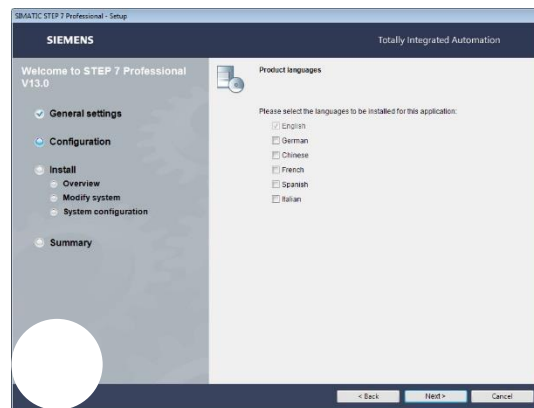 SIMATIC STEP 7 Professional - Setup
SIEMENS
Totally Integrated Automation
Welcome to STEP 7 Professional
V13.0
General settings
Configuration
Install
Overview
Modify system
System configuration
Summary
Product languages
Please select the languages to be installed for this application:
English
German
Chinese
French
Spanish
Italian
< Back
Next >
Cancel